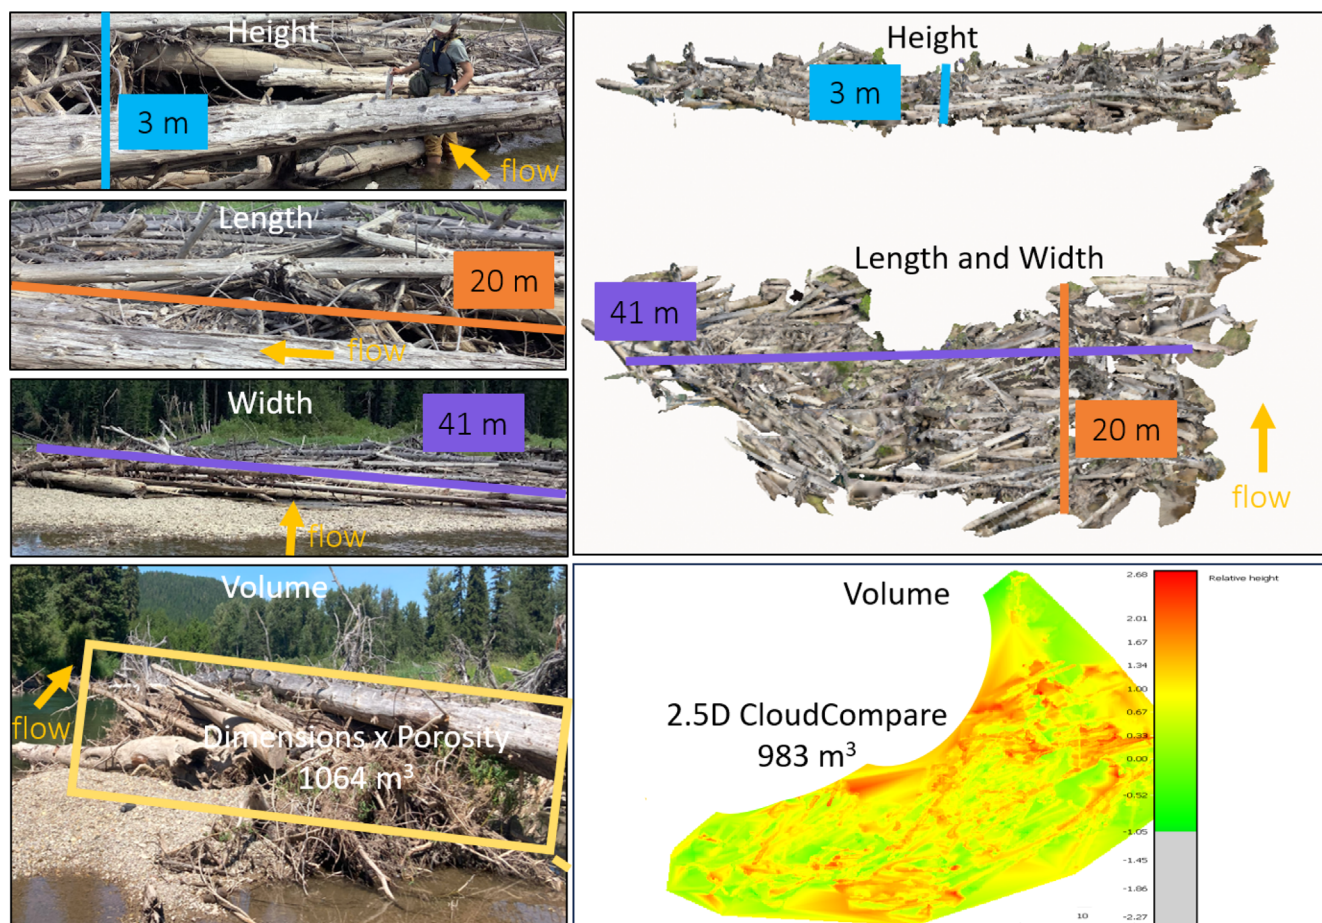 Height
3 m
flow
Length
20 m
flow
Width
41 m
flow
Volume
flow
Dimensions x Porosity
1064 m³
Height
3 m
Length and Width
41 m
20 m
flow
Volume
2.5D CloudCompare
983 m³
Relative height
2.68
2.01
1.67
1.34
1.00
0.67
0.33
0.00
-0.52
-1.05
-1.45
-1.86
-2.27
10